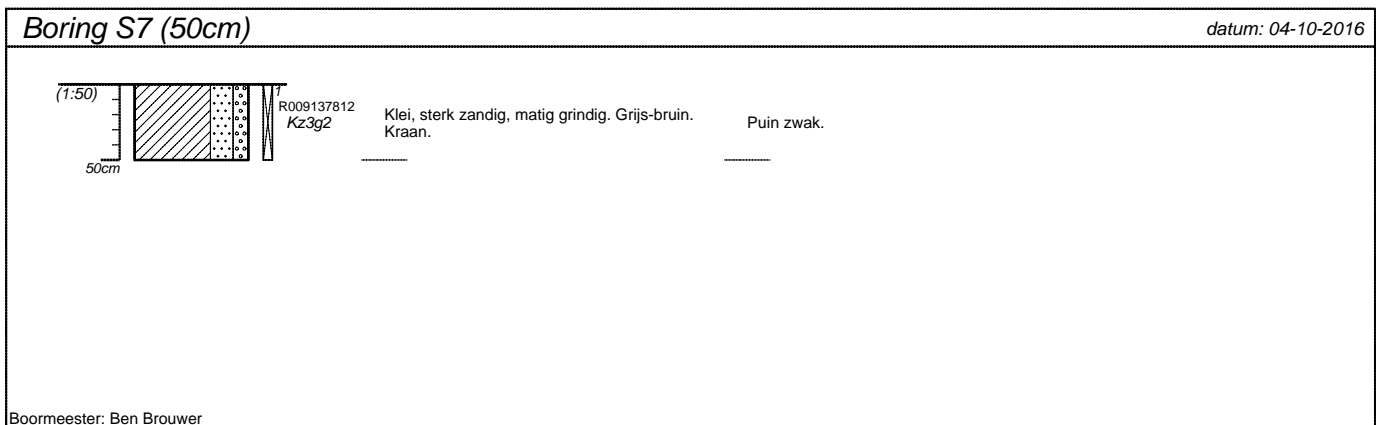 Boring S7 (50cm)
datum: 04-10-2016
(1:50)
1
R009137812
Kz3g2
Klei, sterk zandig, matig grindig. Grijs-bruin.
Kraan.
Puin zwak.
50cm
Boormeester: Ben Brouwer